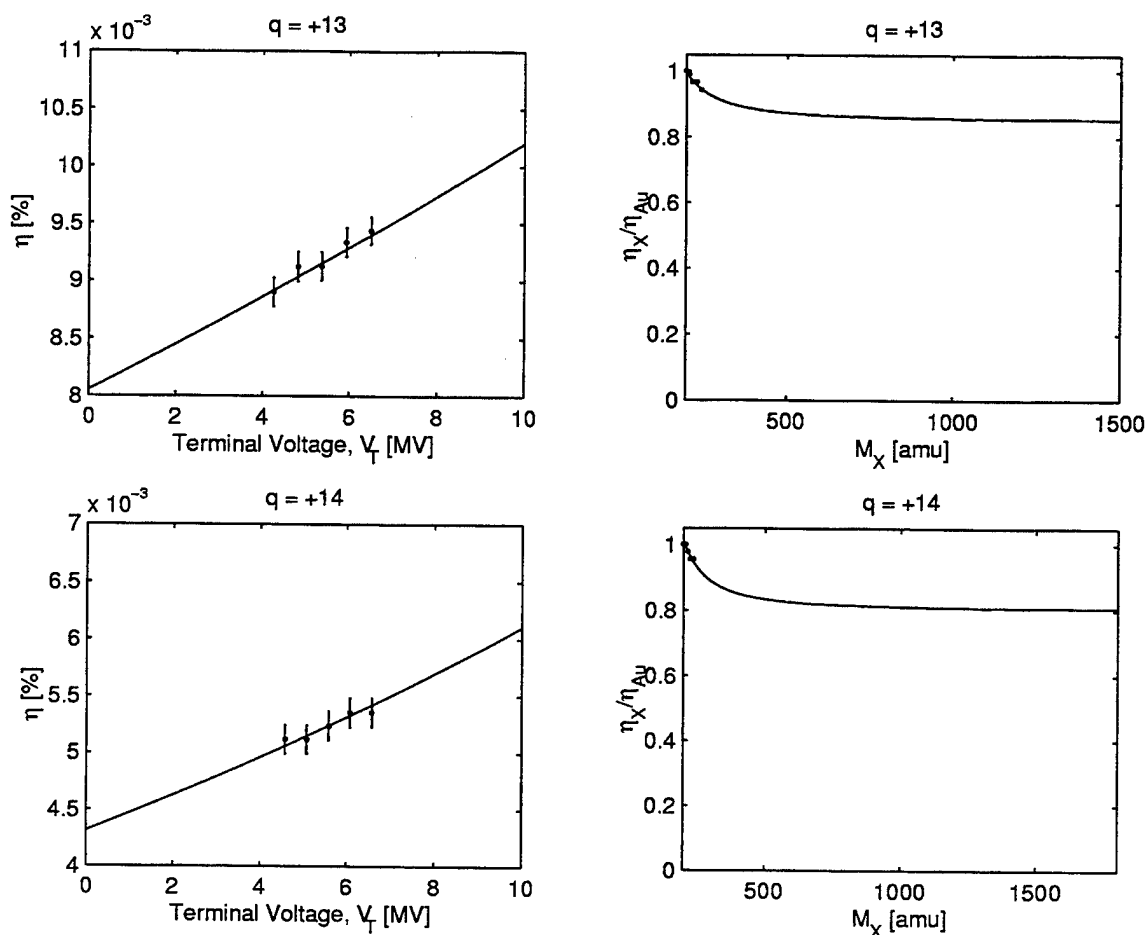 x 10⁻³
q = +13
11
10.5
10
9.5
9
8.5
8
η [%]
0 2 4 6 8 10
Terminal Voltage, V_T [MV]
q = +13
1
0.8
0.6
0.4
0.2
0
η_X/η_Au
500 1000 1500
M_X [amu]
x 10⁻³
q = +14
7
6.5
6
5.5
5
4.5
4
η [%]
0 2 4 6 8 10
Terminal Voltage, V_T [MV]
q = +14
1
0.8
0.6
0.4
0.2
0
η_X/η_Au
500 1000 1500
M_X [amu]